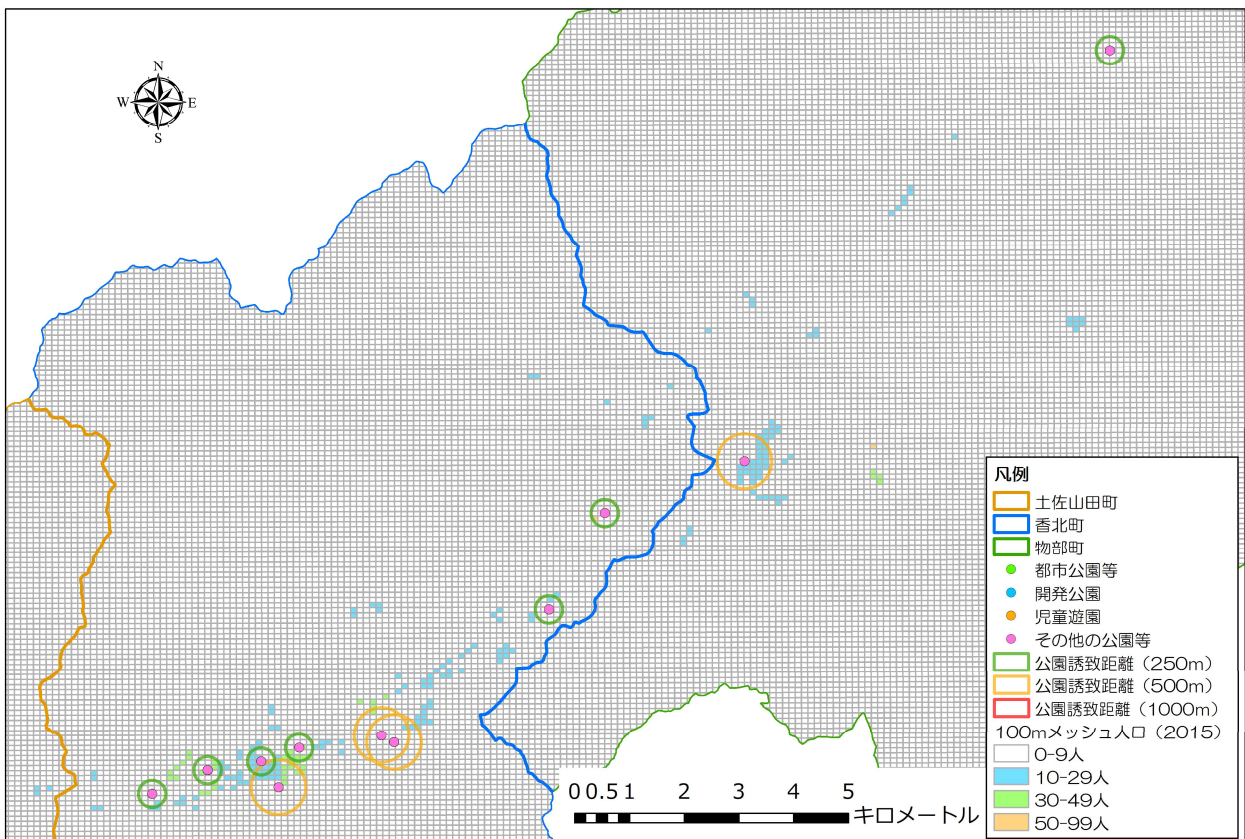 N
W E
S
凡例
土佐山田町
香北町
物部町
都市公園等
開発公園
児童遊園
その他の公園等
公園誘致距離（250m）
公園誘致距離（500m）
公園誘致距離（1000m）
100mメッシュ人口（2015）
0-9人
10-29人
30-49人
50-99人
0 0.5 1 2 3 4 5
キロメートル